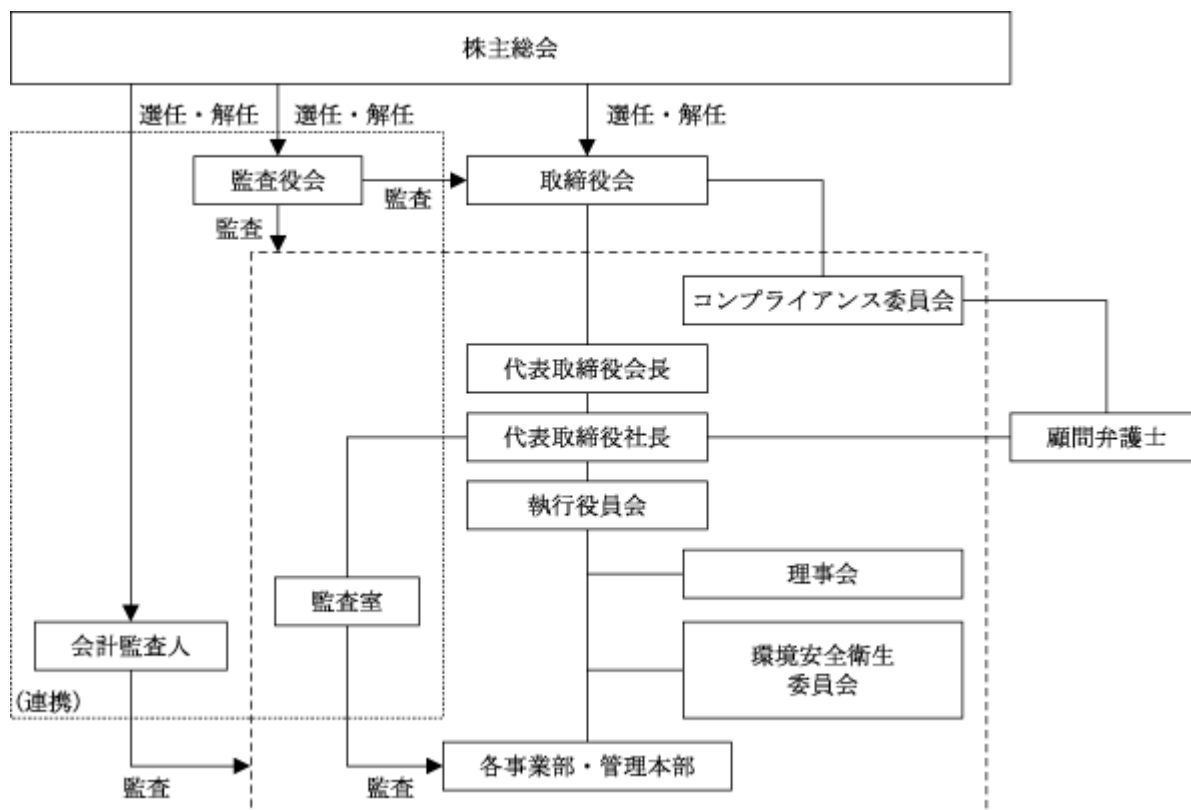 株主総会
選任・解任
選任・解任
選任・解任
監査役会
監査
取締役会
監査
コンプライアンス委員会
代表取締役会長
代表取締役社長
顧問弁護士
執行役員会
理事会
監査室
会計監査人
環境安全衛生
委員会
(連携)
各事業部・管理本部
監査
監査